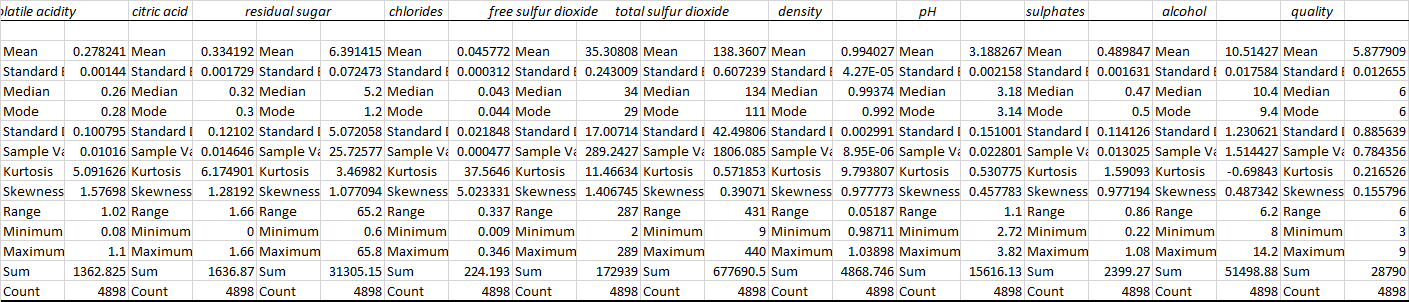 olatile acidity citric acid residual sugar chlorides free sulfur dioxide total sulfur dioxide density pH sulphates alcohol quality
Mean 0.278241 Mean 0.334192 Mean 6.391415 Mean 0.045772 Mean 35.30808 Mean 138.3607 Mean 0.994027 Mean 3.188267 Mean 0.489847 Mean 10.51427 Mean 5.877909
Standard E 0.00144 Standard E 0.001729 Standard E 0.072473 Standard E 0.000312 Standard E 0.243009 Standard E 0.607239 Standard E 4.27E-05 Standard E 0.002158 Standard E 0.001631 Standard E 0.017584 Standard E 0.012655
Median 0.26 Median 0.32 Median 5.2 Median 0.043 Median 34 Median 134 Median 0.99374 Median 3.18 Median 0.47 Median 10.4 Median 6
Mode 0.28 Mode 0.3 Mode 1.2 Mode 0.044 Mode 29 Mode 111 Mode 0.992 Mode 3.14 Mode 0.5 Mode 9.4 Mode 6
Standard D 0.100795 Standard D 0.12102 Standard D 5.072058 Standard D 0.021848 Standard D 17.00714 Standard D 42.49806 Standard D 0.002991 Standard D 0.151001 Standard D 0.114126 Standard D 1.230621 Standard D 0.885639
Sample Va 0.01016 Sample Va 0.014646 Sample Va 25.72577 Sample Va 0.000477 Sample Va 289.2427 Sample Va 1806.085 Sample Va 8.95E-06 Sample Va 0.022801 Sample Va 0.013025 Sample Va 1.514427 Sample Va 0.784356
Kurtosis 5.091626 Kurtosis 6.174901 Kurtosis 3.46982 Kurtosis 37.5646 Kurtosis 11.46634 Kurtosis 0.571853 Kurtosis 9.793807 Kurtosis 0.530775 Kurtosis 1.59093 Kurtosis -0.69843 Kurtosis 0.216526
Skewness 1.57698 Skewness 1.28192 Skewness 1.077094 Skewness 5.023331 Skewness 1.406745 Skewness 0.39071 Skewness 0.977773 Skewness 0.457783 Skewness 0.977194 Skewness 0.487342 Skewness 0.155796
Range 1.02 Range 1.66 Range 65.2 Range 0.337 Range 287 Range 431 Range 0.05187 Range 1.1 Range 0.86 Range 6.2 Range 6
Minimum 0.08 Minimum 0 Minimum 0.6 Minimum 0.009 Minimum 2 Minimum 9 Minimum 0.98711 Minimum 2.72 Minimum 0.22 Minimum 8 Minimum 3
Maximum 1.1 Maximum 1.66 Maximum 65.8 Maximum 0.346 Maximum 289 Maximum 440 Maximum 1.03898 Maximum 3.82 Maximum 1.08 Maximum 14.2 Maximum 9
Sum 1362.825 Sum 1636.87 Sum 31305.15 Sum 224.193 Sum 172939 Sum 677690.5 Sum 4868.746 Sum 15616.13 Sum 2399.27 Sum 51498.88 Sum 28790
Count 4898 Count 4898 Count 4898 Count 4898 Count 4898 Count 4898 Count 4898 Count 4898 Count 4898 Count 4898 Count 4898